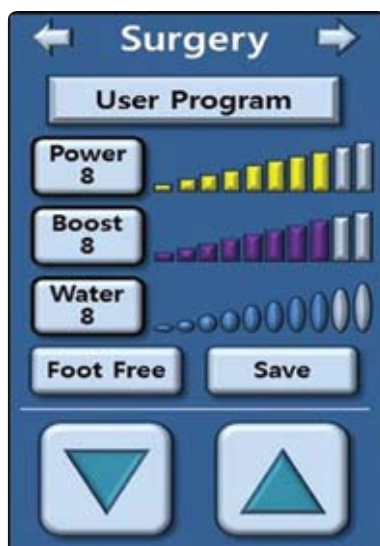 Surgery
User Program
Power
8
Boost
8
Water
8
Foot Free Save